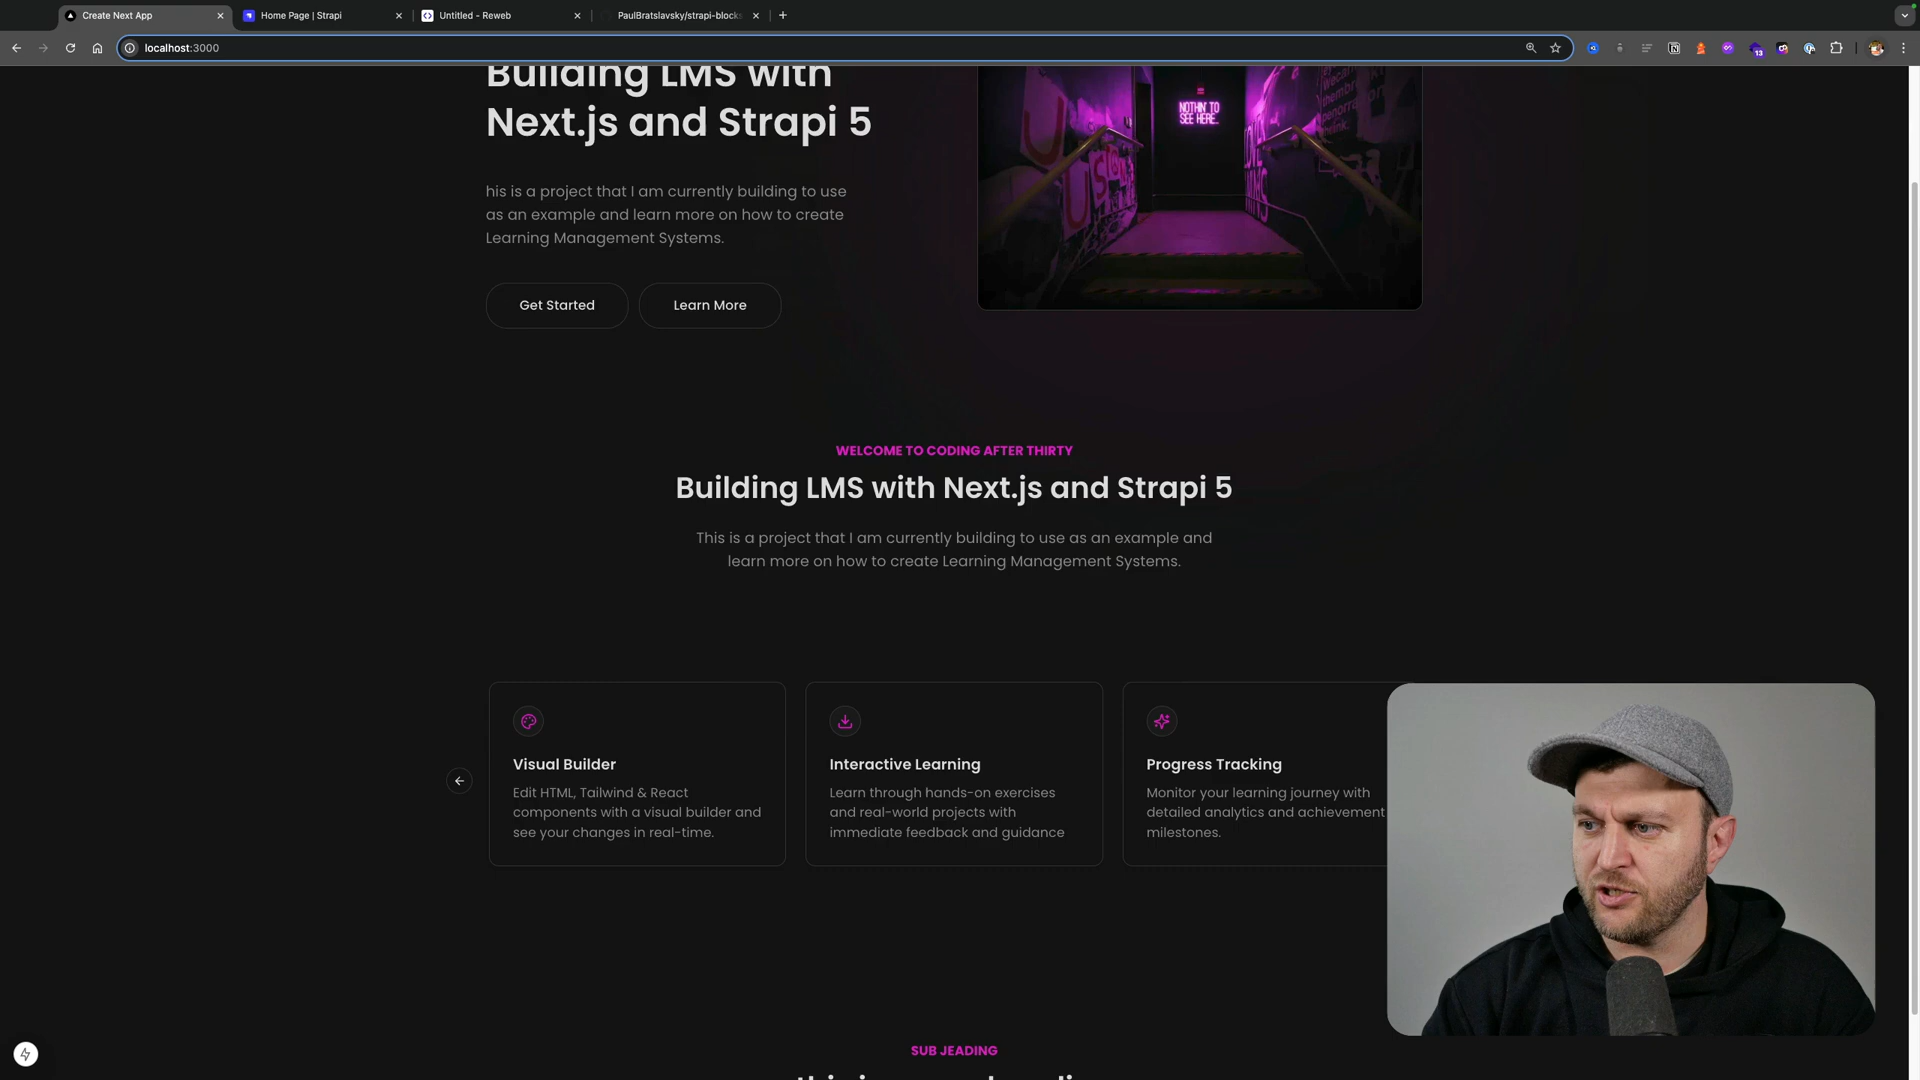 Create Next App
Home Page | Strapi
Untitled - Reweb
PaulBratslavsky/strapi-blocks
localhost:3000
13
Building LMS with
Next.js and Strapi 5
NOTHIN' TO
SEE HERE...
his is a project that I am currently building to use
as an example and learn more on how to create
Learning Management Systems.
Get Started
Learn More
WELCOME TO CODING AFTER THIRTY
Building LMS with Next.js and Strapi 5
This is a project that I am currently building to use as an example and
learn more on how to create Learning Management Systems.
Visual Builder
Edit HTML, Tailwind & React
components with a visual builder and
see your changes in real-time.
Interactive Learning
Learn through hands-on exercises
and real-world projects with
immediate feedback and guidance
Progress Tracking
Monitor your learning journey with
detailed analytics and achievement
milestones.
SUB JEADING